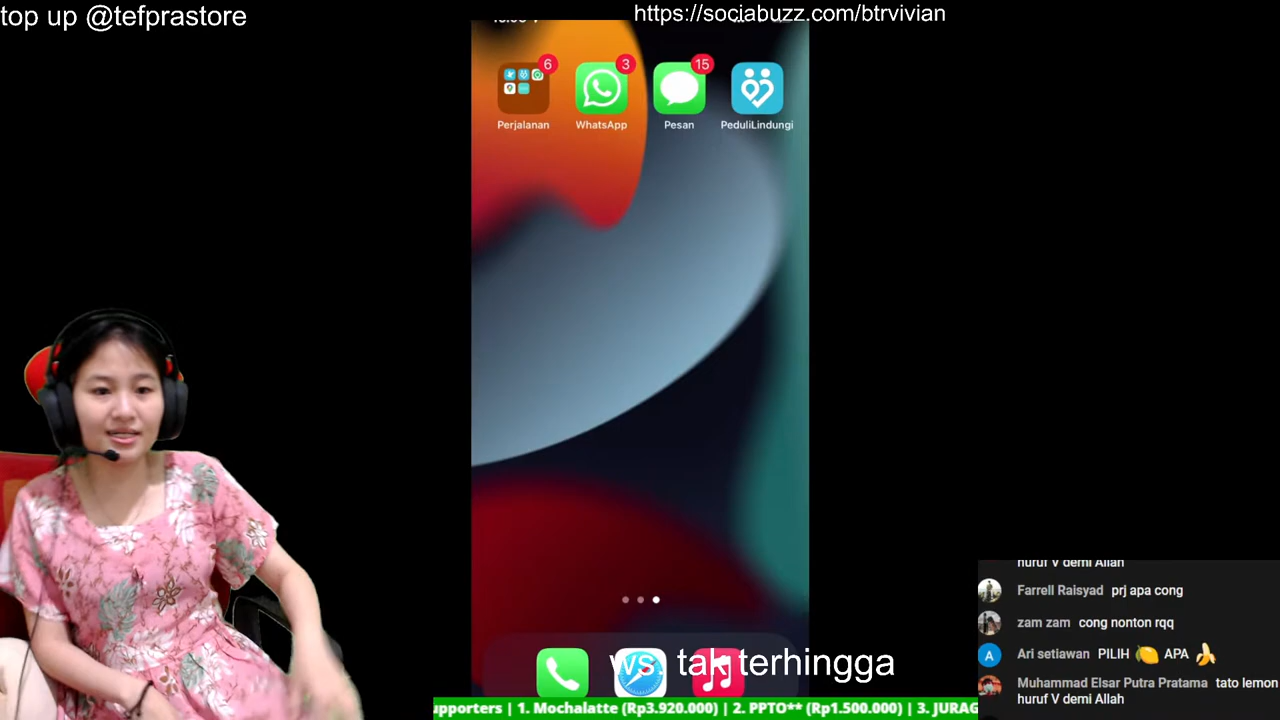 top up @tefprastore
https://sociabuzz.com/btrvivian
6
3
15
Perjalanan
WhatsApp
Pesan
PeduliLindungi
huruf V demi Allah
Farrell Raisyad prj apa cong
zam zam cong nonton rqq
A Ari setiawan PILIH 🍋 APA 🍌
Muhammad Elsar Putra Pratama tato lemon
huruf V demi Allah
ws. tak terhingga
upporters | 1. Mochalatte (Rp3.920.000) | 2. PPTO** (Rp1.500.000) | 3. JURAG